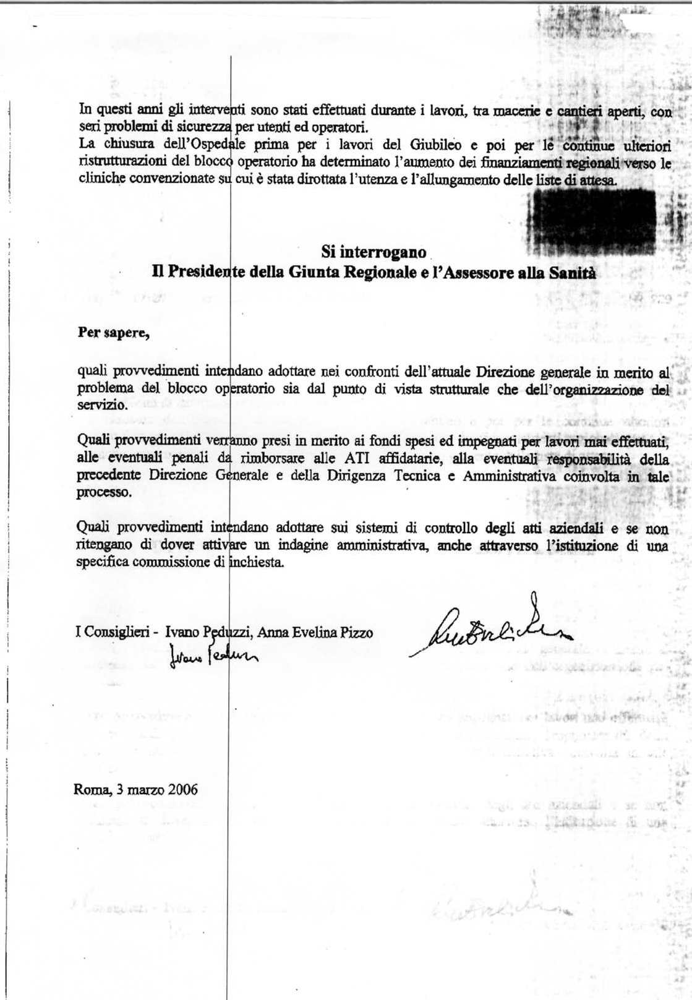 In questi anni gli interventi sono stati effettuati durante i lavori, tra macerie e cantieri aperti, con
seri problemi di sicurezza per utenti ed operatori.
La chiusura dell'Ospedale prima per i lavori del Giubileo e poi per le continue ulteriori
ristrutturazioni del blocco operatorio ha determinato l'aumento dei finanziamenti regionali verso le
cliniche convenzionate su cui è stata dirottata l'utenza e l'allungamento delle liste di attesa.
Si interrogano
Il Presidente della Giunta Regionale e l'Assessore alla Sanità
Per sapere,
quali provvedimenti intendano adottare nei confronti dell'attuale Direzione generale in merito al
problema del blocco operatorio sia dal punto di vista strutturale che dell'organizzazione del
servizio.
Quali provvedimenti verranno presi in merito ai fondi spesi ed impegnati per lavori mai effettuati,
alle eventuali penali da rimborsare alle ATI affidatarie, alla eventuali responsabilità della
precedente Direzione Generale e della Dirigenza Tecnica e Amministrativa coinvolta in tale
processo.
Quali provvedimenti intendano adottare sui sistemi di controllo degli atti aziendali e se non
ritengano di dover attivare un indagine amministrativa, anche attraverso l'istituzione di una
specifica commissione di inchiesta.
I Consiglieri - Ivano Peduzzi, Anna Evelina Pizzo
Ivano Peduzzi
Roma, 3 marzo 2006